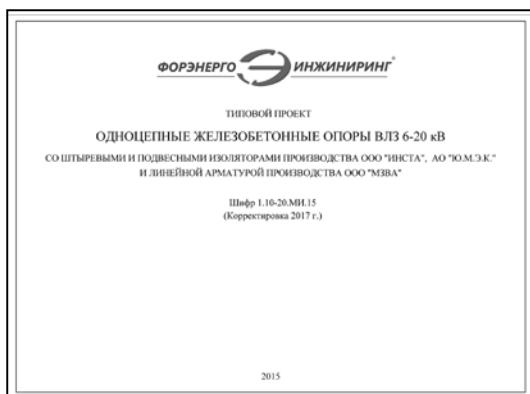 ФОРЭНЕРГО ИНЖИНИРИНГ®
ТИПОВОЙ ПРОЕКТ
ОДНОЦЕПНЫЕ ЖЕЛЕЗОБЕТОННЫЕ ОПОРЫ ВЛЗ 6-20 кВ
СО ШТЫРЕВЫМИ И ПОДВЕСНЫМИ ИЗОЛЯТОРАМИ ПРОИЗВОДСТВА ООО "ИНСТА", АО "Ю.М.Э.К."
И ЛИНЕЙНОЙ АРМАТУРОЙ ПРОИЗВОДСТВА ООО "МЗВА"
Шифр 1.10-20.МИ.15
(Корректировка 2017 г.)
2015